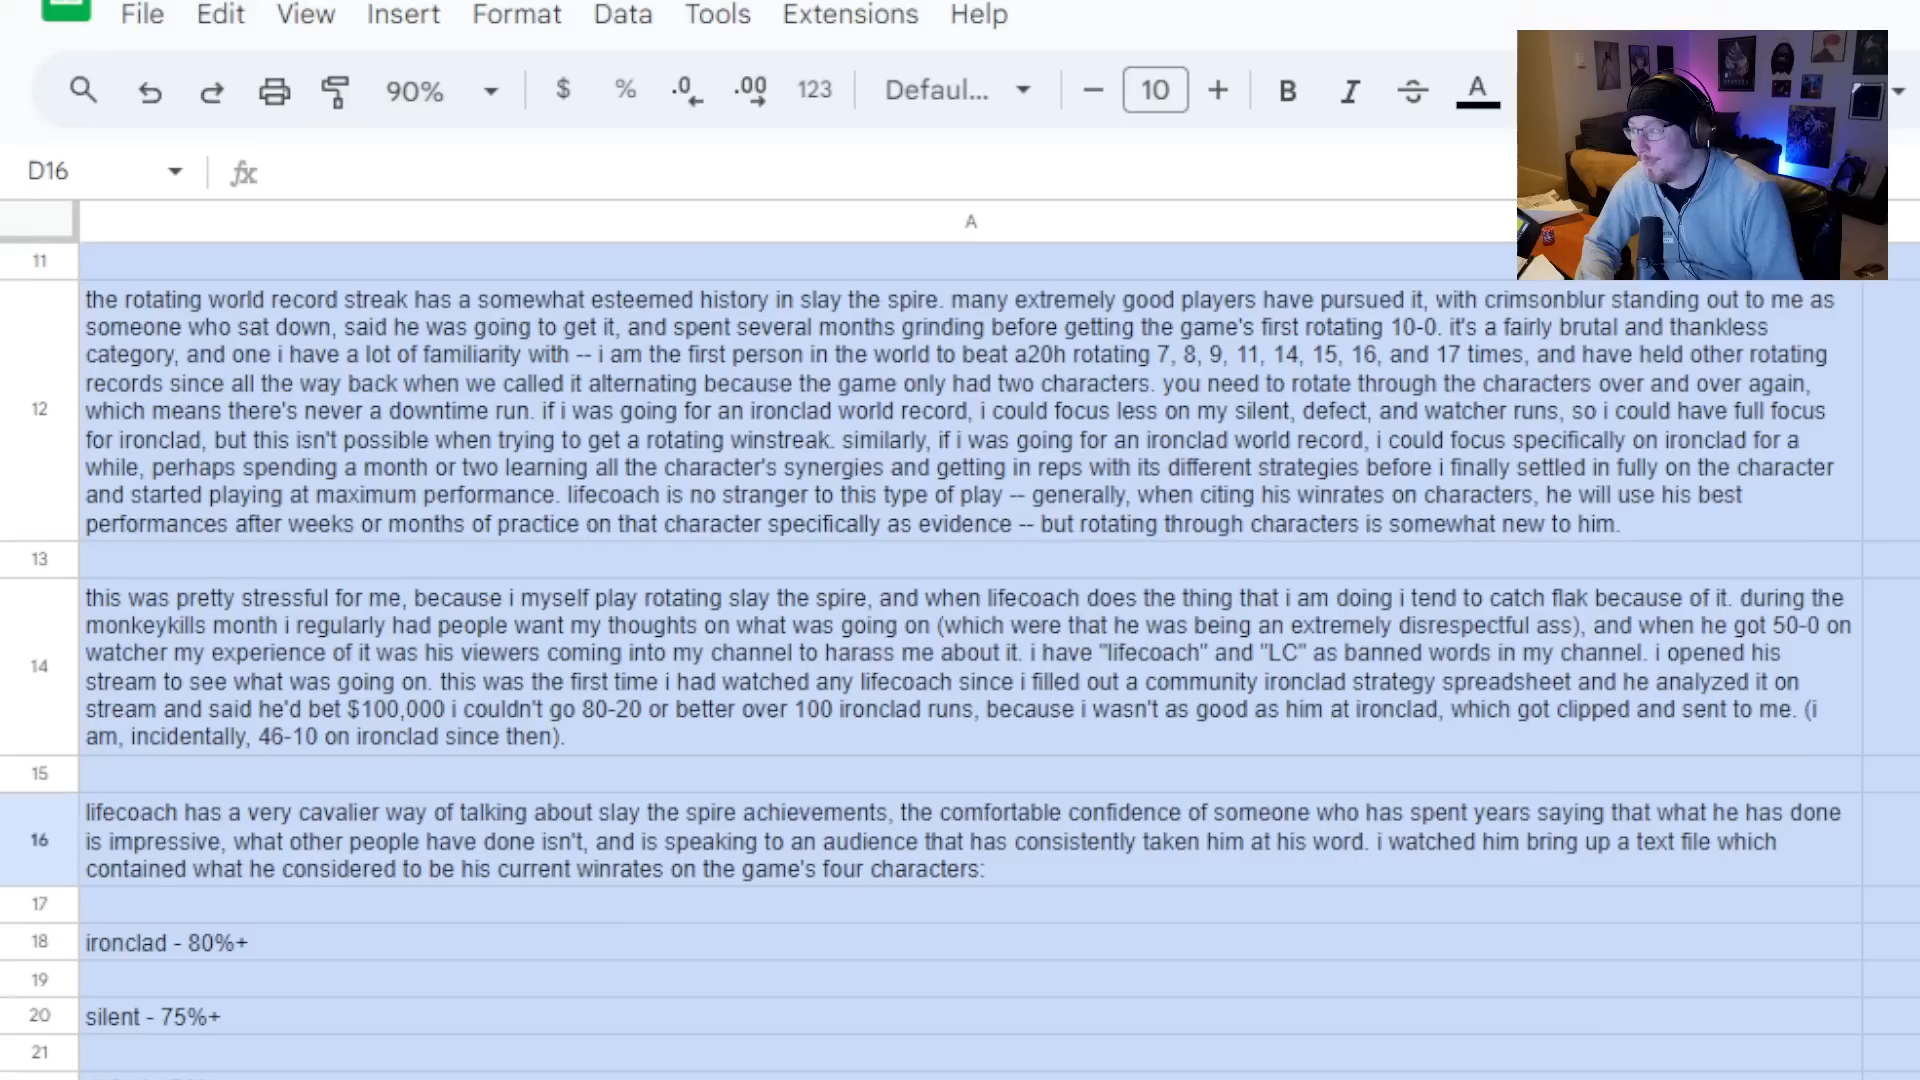 File Edit View Insert Format Data Tools Extensions Help
90% $ % .0 .00 123 Defaul... 10 B I A
D16 fx
A
11
the rotating world record streak has a somewhat esteemed history in slay the spire. many extremely good players have pursued it, with crimsonblur standing out to me as
someone who sat down, said he was going to get it, and spent several months grinding before getting the game's first rotating 10-0. it's a fairly brutal and thankless
category, and one i have a lot of familiarity with -- i am the first person in the world to beat a20h rotating 7, 8, 9, 11, 14, 15, 16, and 17 times, and have held other rotating
records since all the way back when we called it alternating because the game only had two characters. you need to rotate through the characters over and over again,
12 which means there's never a downtime run. if i was going for an ironclad world record, i could focus less on my silent, defect, and watcher runs, so i could have full focus
for ironclad, but this isn't possible when trying to get a rotating winstreak. similarly, if i was going for an ironclad world record, i could focus specifically on ironclad for a
while, perhaps spending a month or two learning all the character's synergies and getting in reps with its different strategies before i finally settled in fully on the character
and started playing at maximum performance. lifecoach is no stranger to this type of play -- generally, when citing his winrates on characters, he will use his best
performances after weeks or months of practice on that character specifically as evidence -- but rotating through characters is somewhat new to him.
13
this was pretty stressful for me, because i myself play rotating slay the spire, and when lifecoach does the thing that i am doing i tend to catch flak because of it. during the
monkeykills month i regularly had people want my thoughts on what was going on (which were that he was being an extremely disrespectful ass), and when he got 50-0 on
14 watcher my experience of it was his viewers coming into my channel to harass me about it. i have "lifecoach" and "LC" as banned words in my channel. i opened his
stream to see what was going on. this was the first time i had watched any lifecoach since i filled out a community ironclad strategy spreadsheet and he analyzed it on
stream and said he'd bet $100,000 i couldn't go 80-20 or better over 100 ironclad runs, because i wasn't as good as him at ironclad, which got clipped and sent to me. (i
am, incidentally, 46-10 on ironclad since then).
15
lifecoach has a very cavalier way of talking about slay the spire achievements, the comfortable confidence of someone who has spent years saying that what he has done
16 is impressive, what other people have done isn't, and is speaking to an audience that has consistently taken him at his word. i watched him bring up a text file which
contained what he considered to be his current winrates on the game's four characters:
17
18 ironclad - 80%+
19
20 silent - 75%+
21